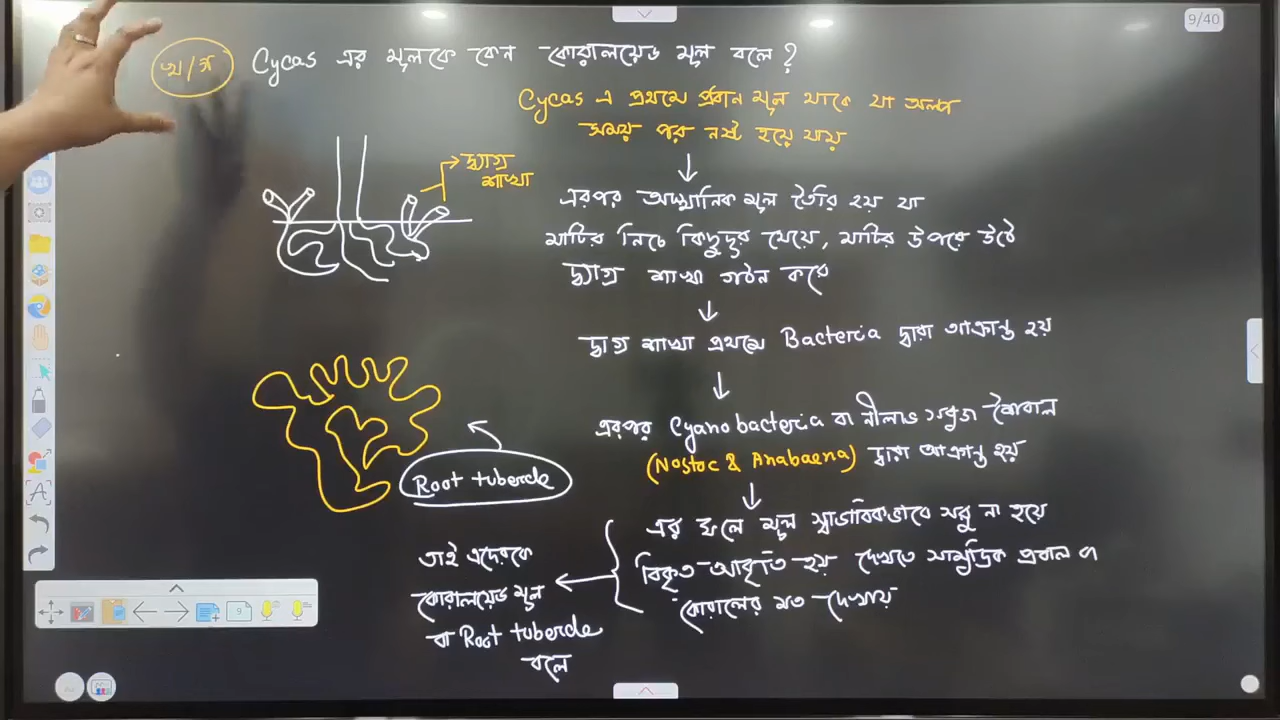 9/40
খ/গ
Cycas এর মূলকে কেন কোরালয়েড মূল বলে ?
Cycas এ প্রথমে প্রধান মূল থাকে যা অল্প
সময় পর নষ্ট হয়ে যায়
দ্ব্যাগ্র
শাখা
এরপর অস্থানিক মূল তৈরি হয় যা
মাটির নিচে কিছুদূর যেয়ে, মাটির উপরে উঠে
দ্ব্যাগ্র শাখা গঠন করে
দ্ব্যাগ্র শাখা প্রথমে Bacteria দ্বারা আক্রান্ত হয়
এরপর Cyanobacteria বা নীলাভ সবুজ শৈবাল
(Nostoc & Anabaena) দ্বারা আক্রান্ত হয়
Root tubercle
এর ফলে মূল স্বাভাবিকভাবে সরু না হয়ে
বিকৃত আকৃতি হয় দেখতে সামুদ্রিক প্রবাল বা
কোরালের মত দেখায়
তাই এদেরকে
কোরালয়েড মূল
বা Root tubercle
বলে
9